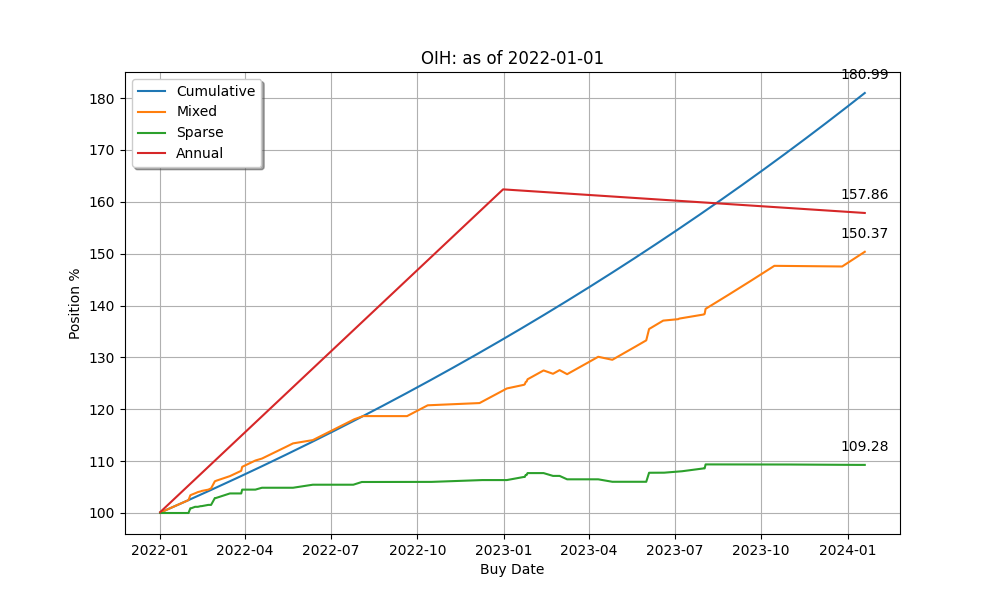 OIH: as of 2022-01-01
180.99
Cumulative
Mixed
Sparse
Annual
157.86
150.37
109.28
180
170
160
150
140
130
120
110
100
Position %
2022-01 2022-04 2022-07 2022-10 2023-01 2023-04 2023-07 2023-10 2024-01
Buy Date